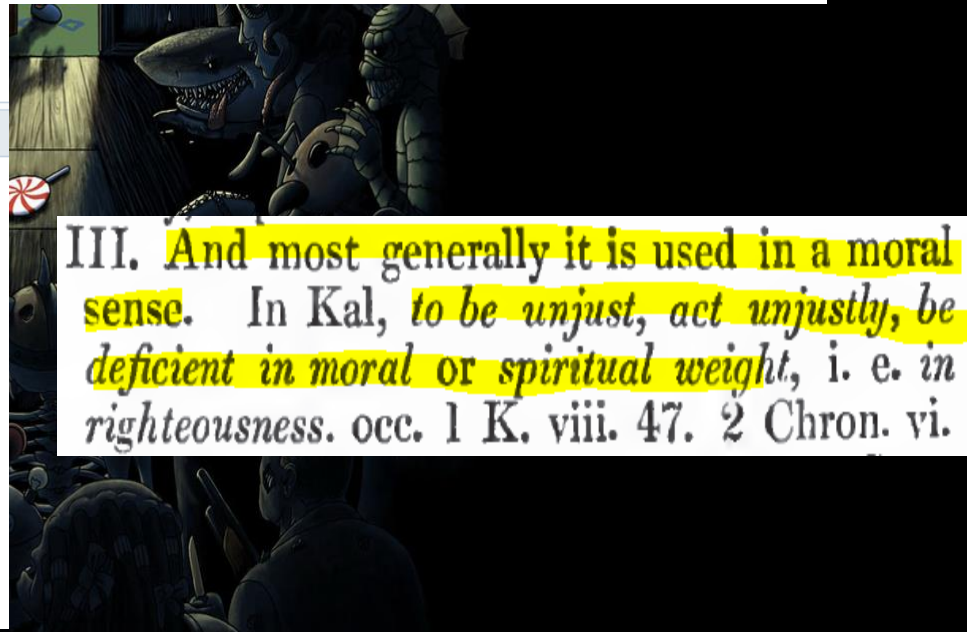 III. And most generally it is used in a moral
sense. In Kal, to be unjust, act unjustly, be
deficient in moral or spiritual weight, i. e. in
righteousness. occ. 1 K. viii. 47. 2 Chron. vi.